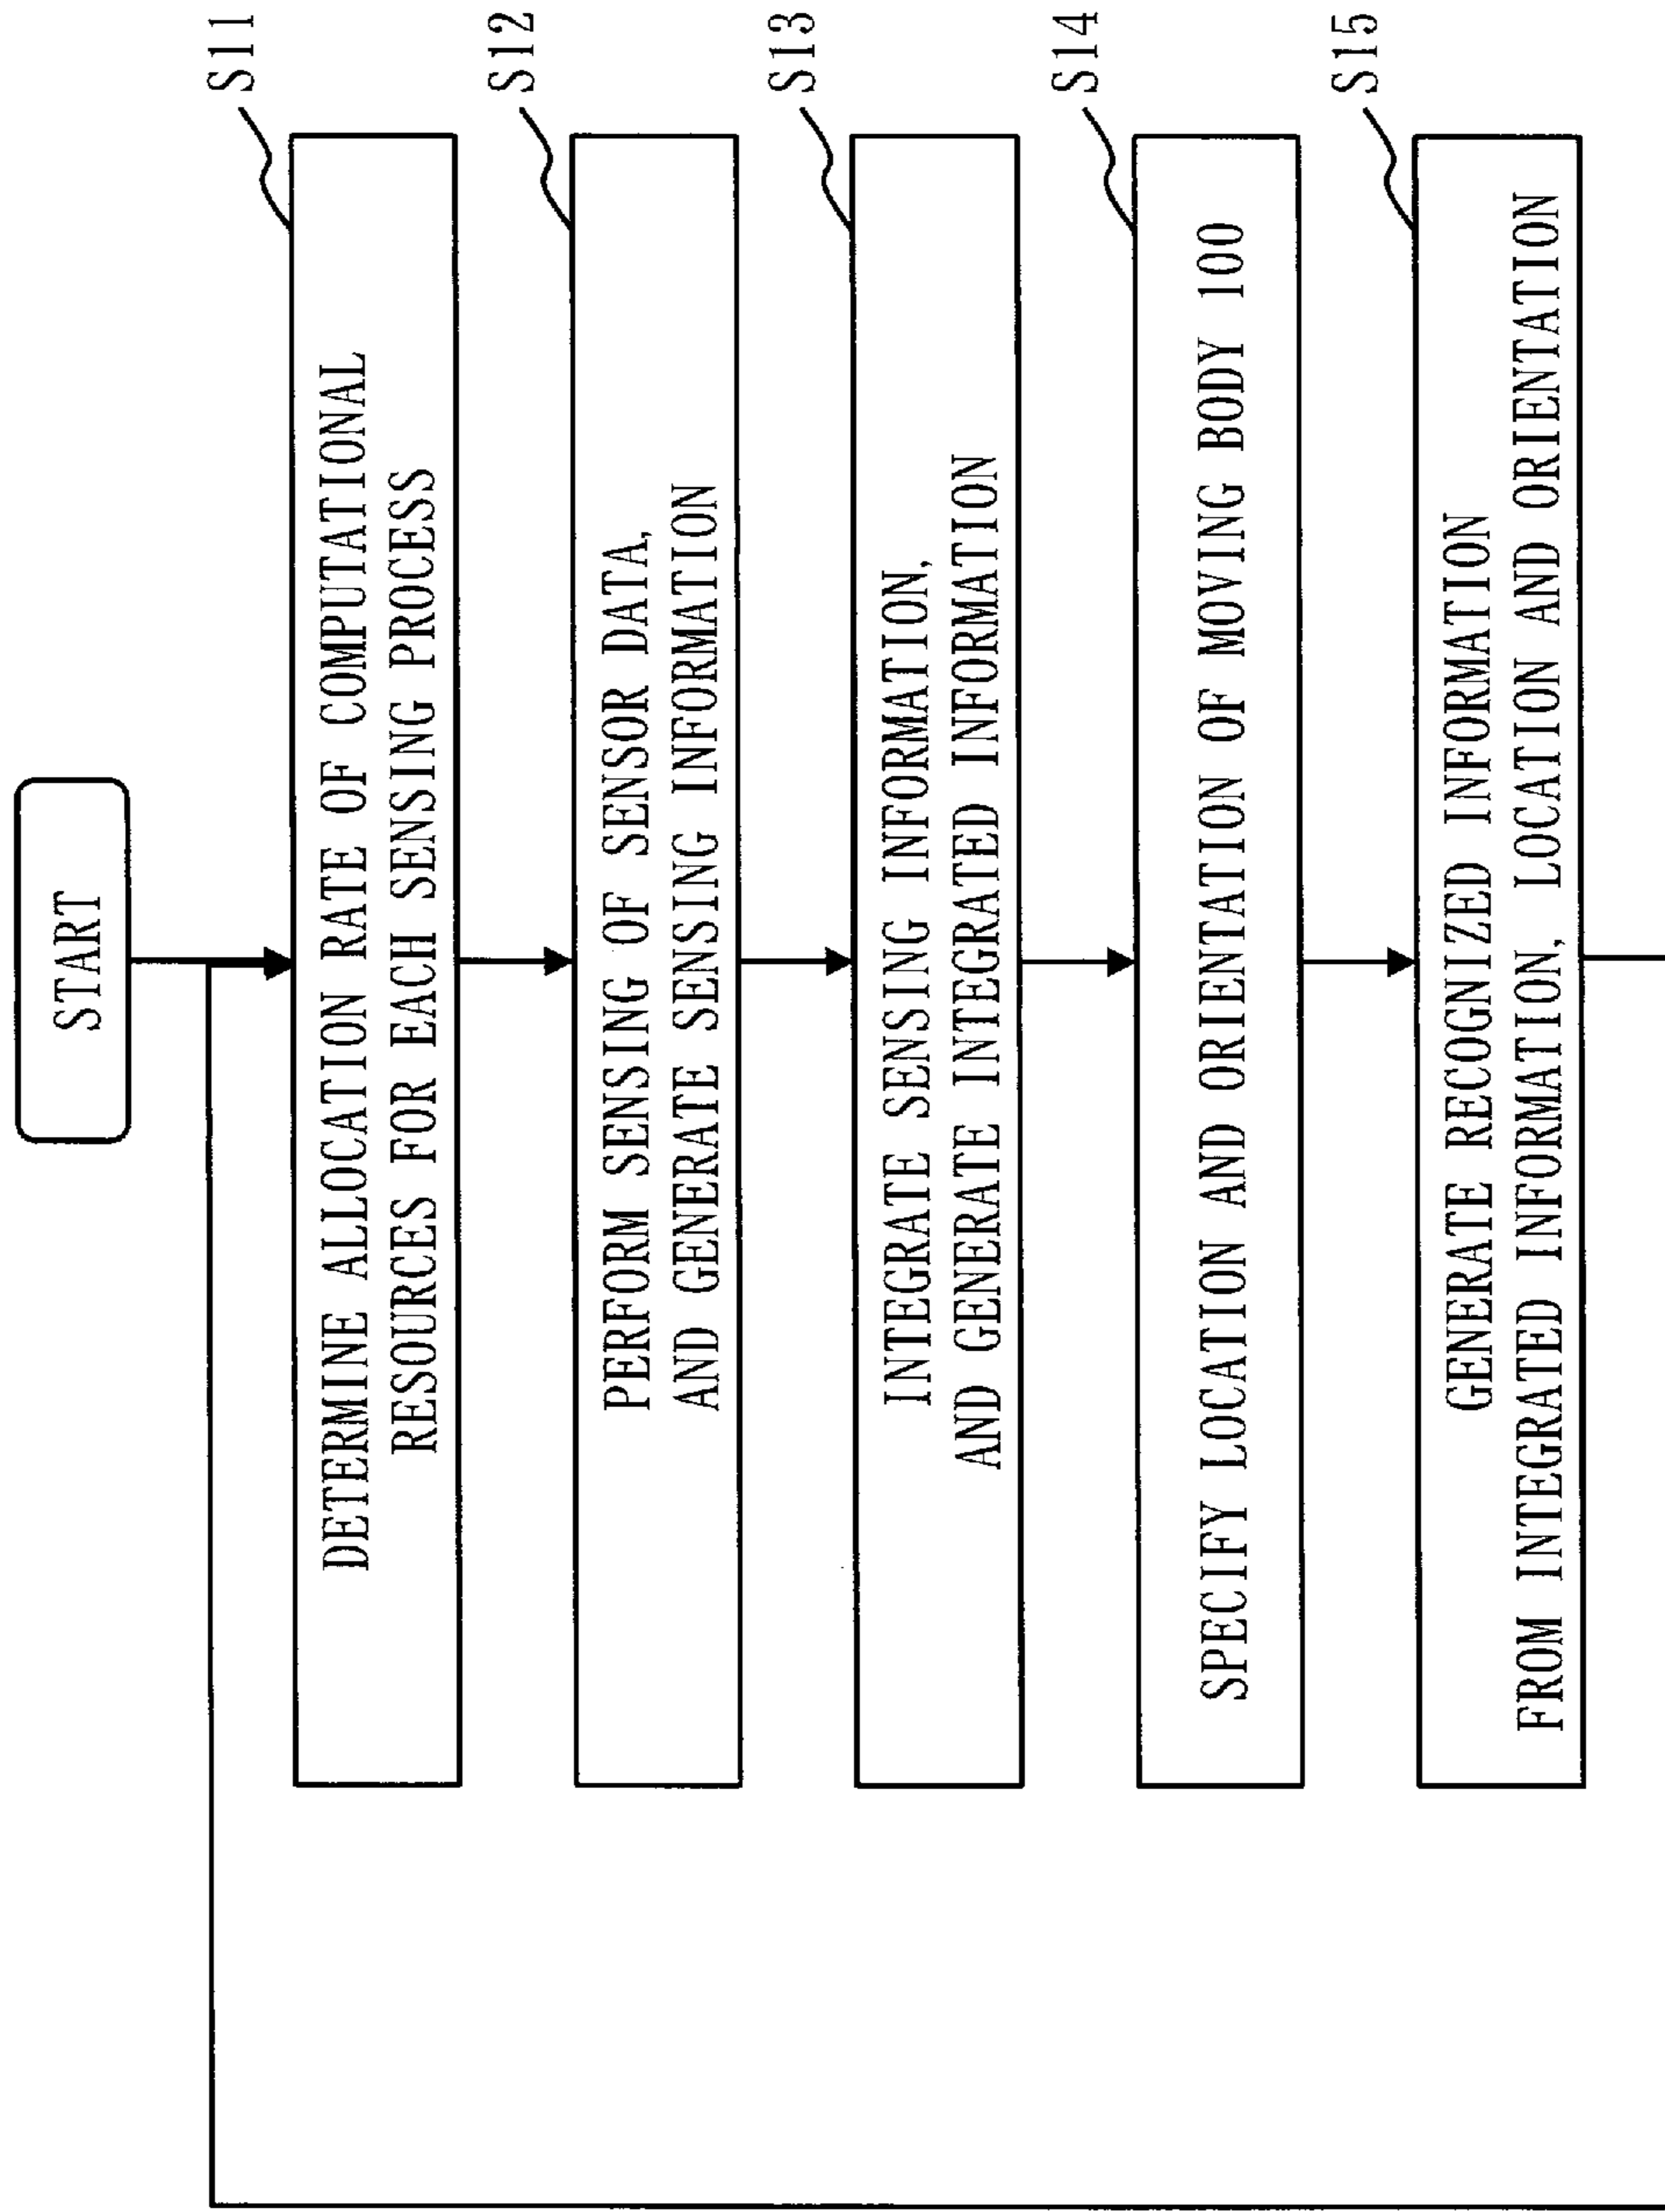 START
S11
DETERMINE ALLOCATION RATE OF COMPUTATIONAL
RESOURCES FOR EACH SENSING PROCESS
S12
PERFORM SENSING OF SENSOR DATA,
AND GENERATE SENSING INFORMATION
S13
INTEGRATE SENSING INFORMATION,
AND GENERATE INTEGRATED INFORMATION
S14
SPECIFY LOCATION AND ORIENTATION OF MOVING BODY 100
S15
GENERATE RECOGNIZED INFORMATION
FROM INTEGRATED INFORMATION, LOCATION AND ORIENTATION